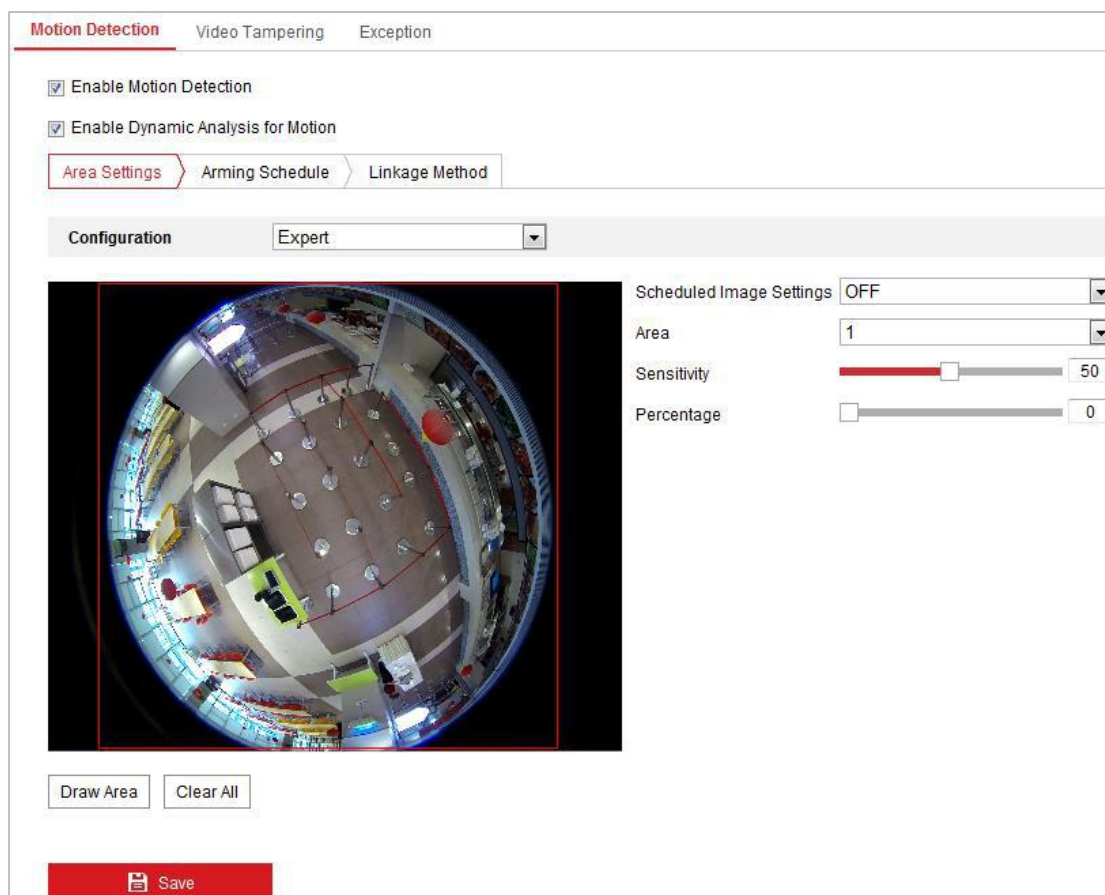 Motion Detection Video Tampering Exception
Enable Motion Detection
Enable Dynamic Analysis for Motion
Area Settings Arming Schedule Linkage Method
Configuration Expert
Scheduled Image Settings OFF
Area 1
Sensitivity 50
Percentage 0
Draw Area Clear All
Save